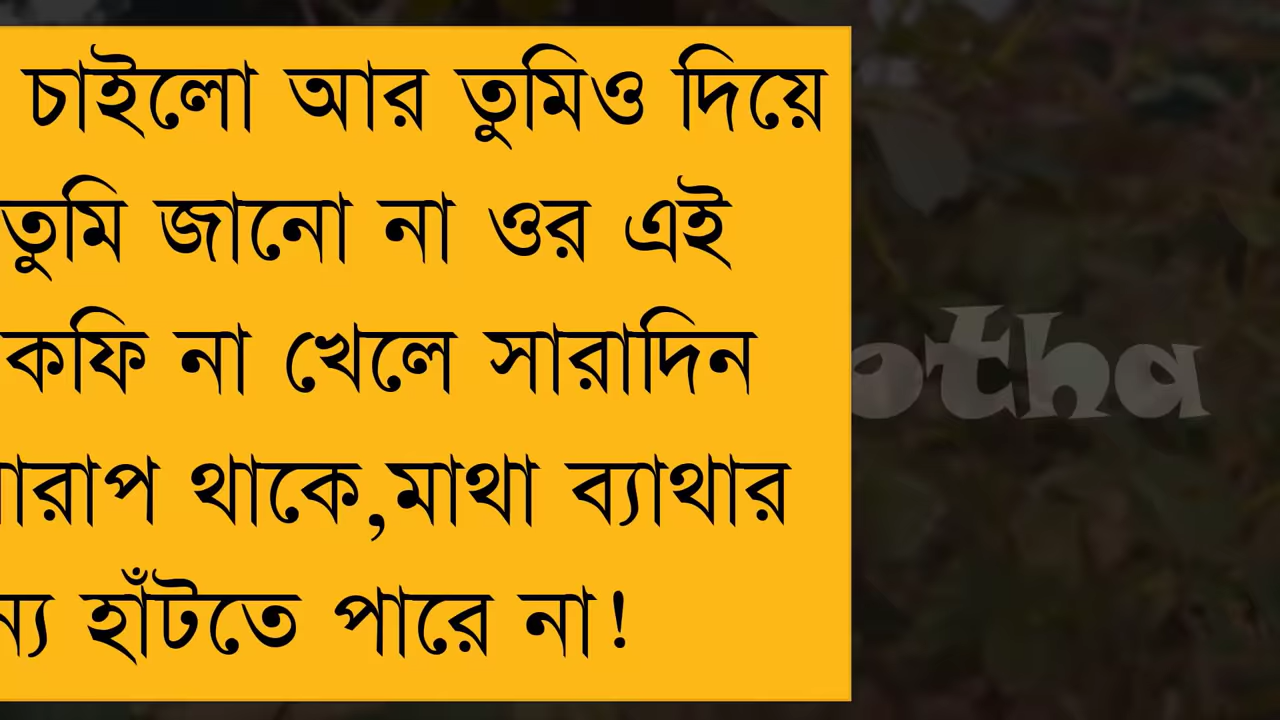 চাইলো আর তুমিও দিয়ে
তুমি জানো না ওর এই
কফি না খেলে সারাদিন
থাকে,মাথা ব্যাথার
হাঁটতে পারে না!